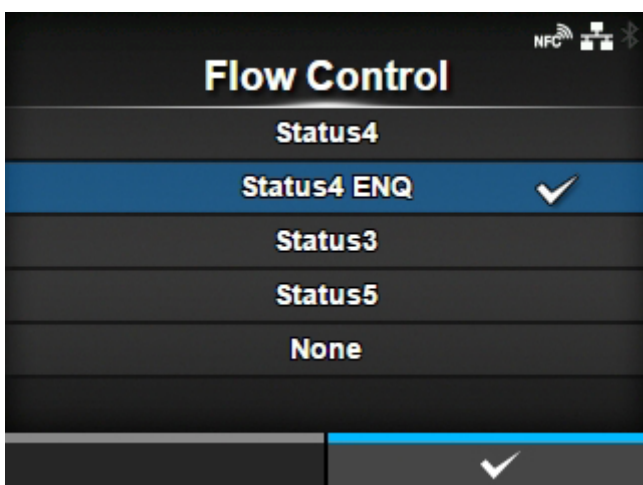 NFC
Flow Control
Status4
Status4 ENQ
Status3
Status5
None